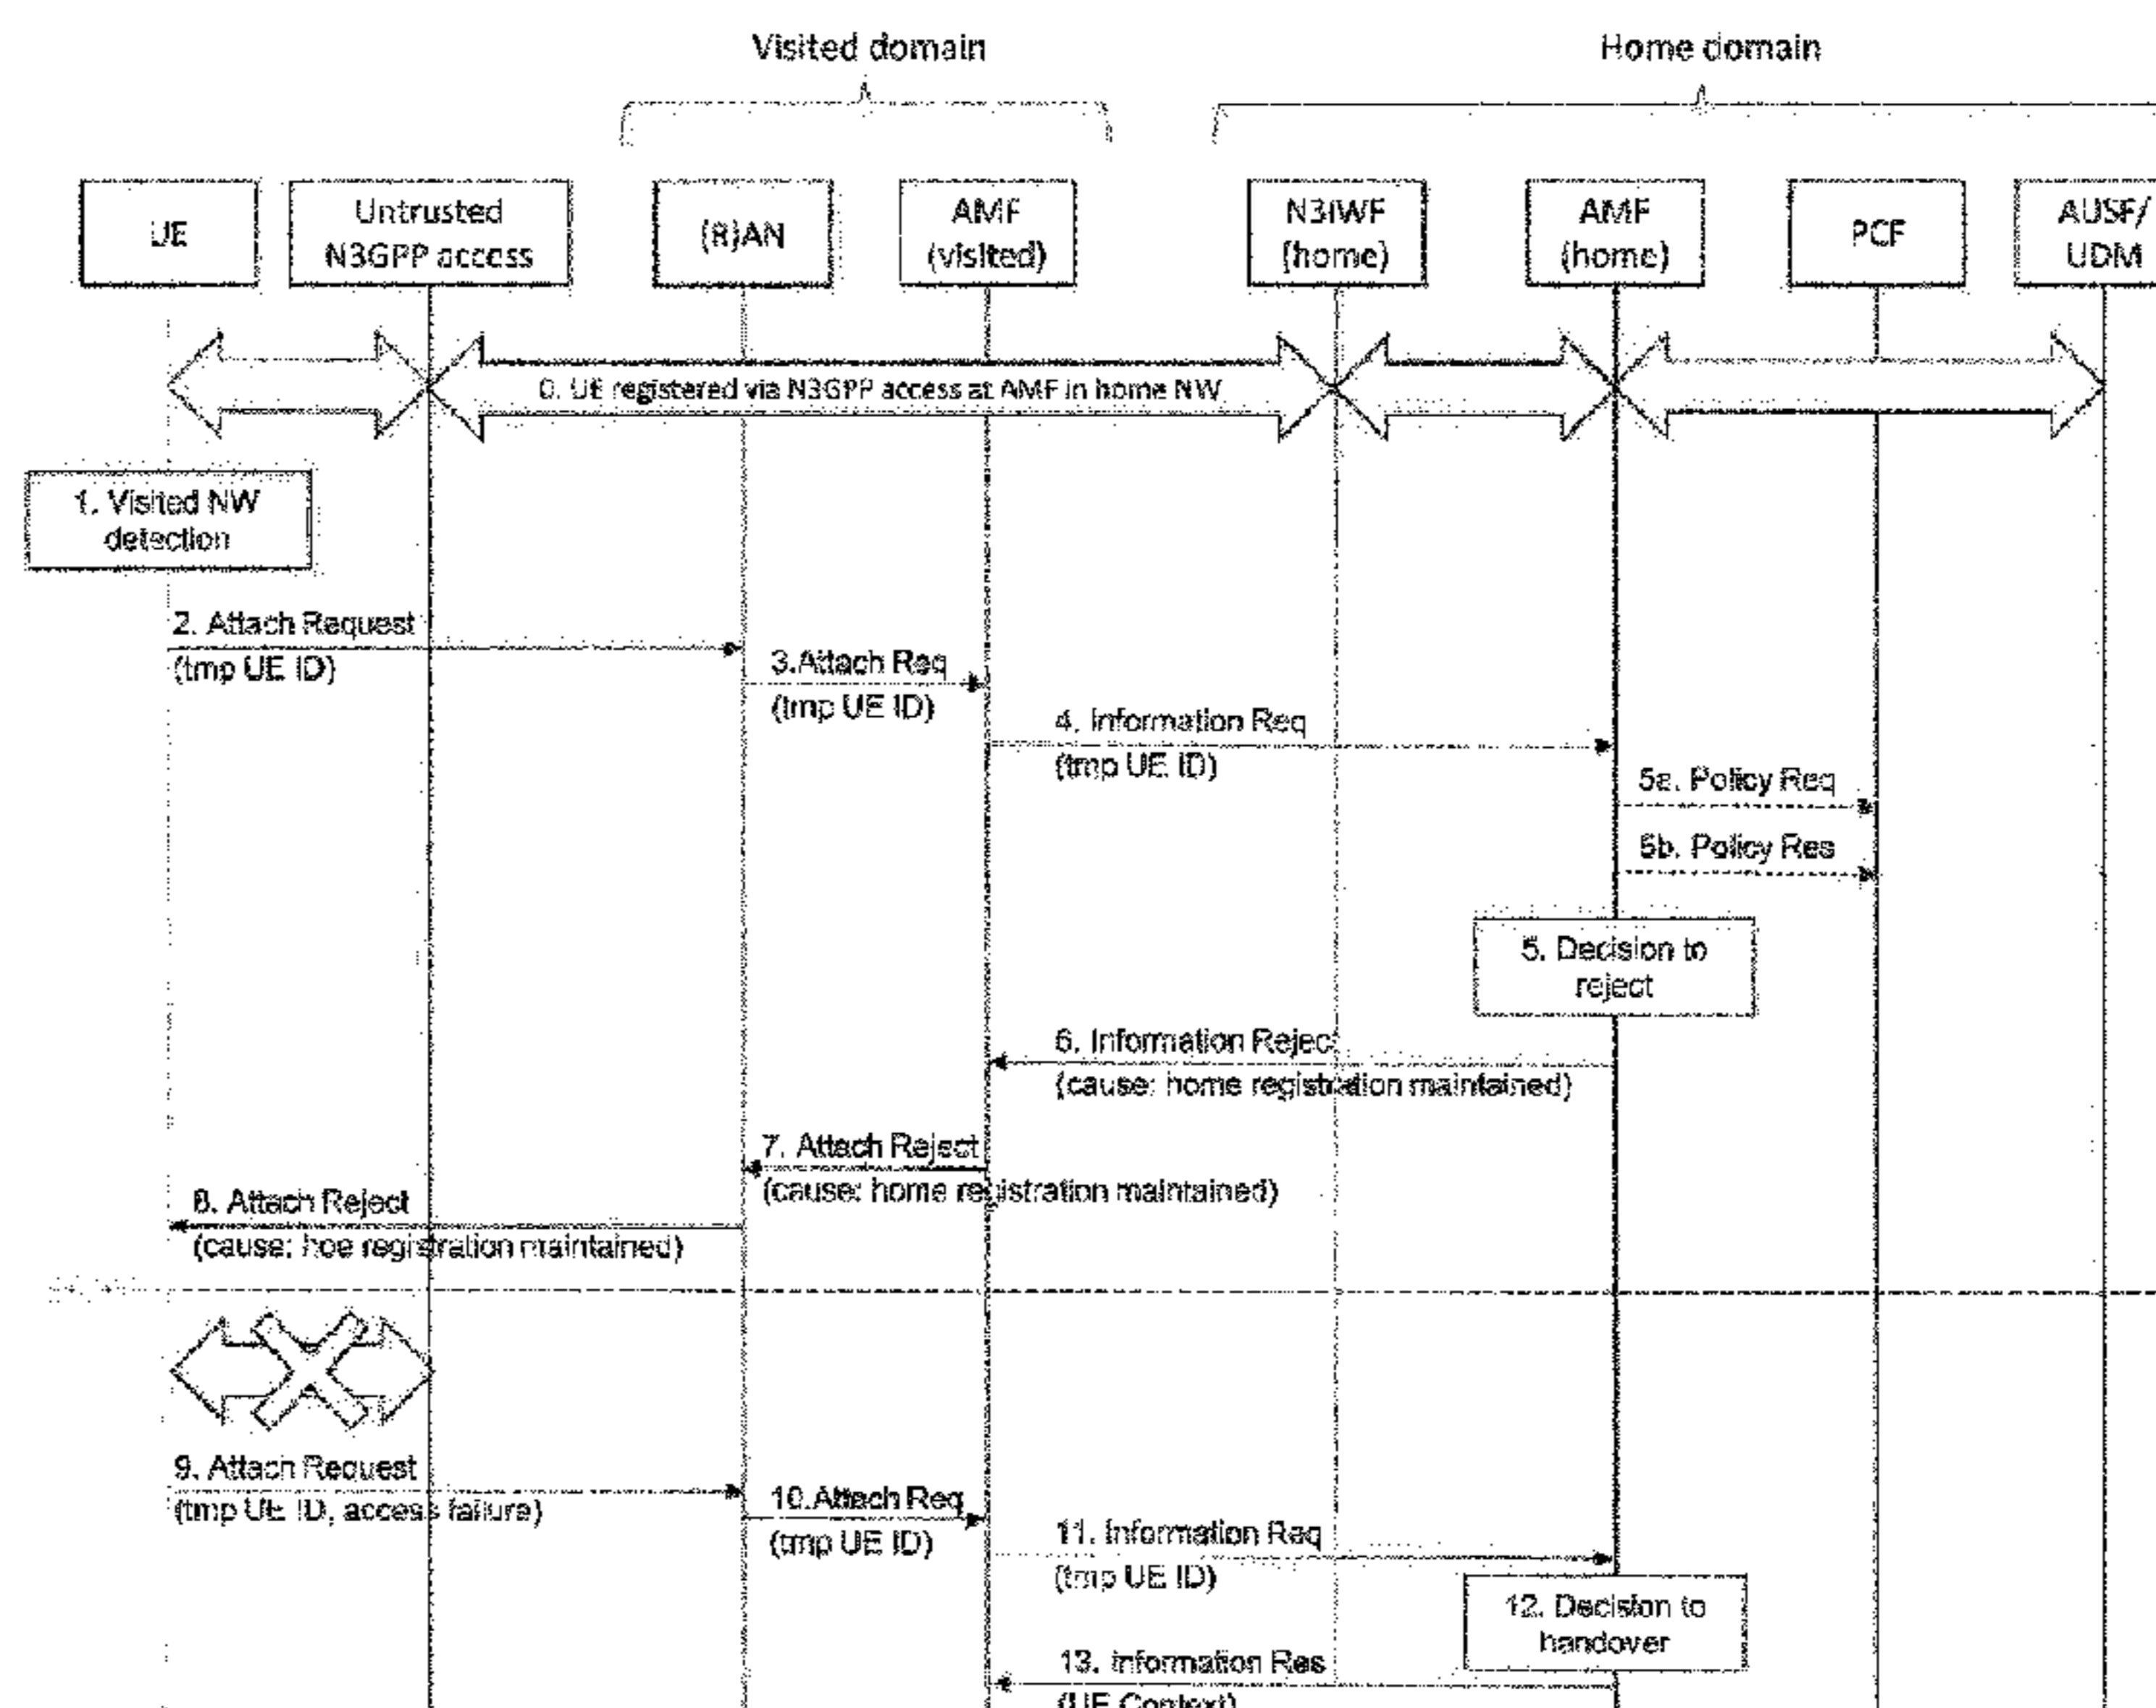 Visited domain
Home domain
UE
Untrusted
N3GPP access
(R)AN
AMF
(visited)
N3IWF
(home)
AMF
(home)
PCF
AUSF/
UDM
0. UE registered via N3GPP access at AMF in home NW
1. Visited NW
detection
2. Attach Request
(tmp UE ID)
3.Attach Req
(tmp UE ID)
4. Information Req
(tmp UE ID)
5a. Policy Req
5b. Policy Res
5. Decision to
reject
6. Information Rejec
(cause: home registration maintained)
7. Attach Reject
(cause: home registration maintained)
8. Attach Reject
(cause: hoe registration maintained)
9. Attach Request
(tmp UE ID, access failure)
10.Attach Req
(tmp UE ID)
11. Information Req
(tmp UE ID)
12. Decision to
handover
13. Information Res
(UE Context)